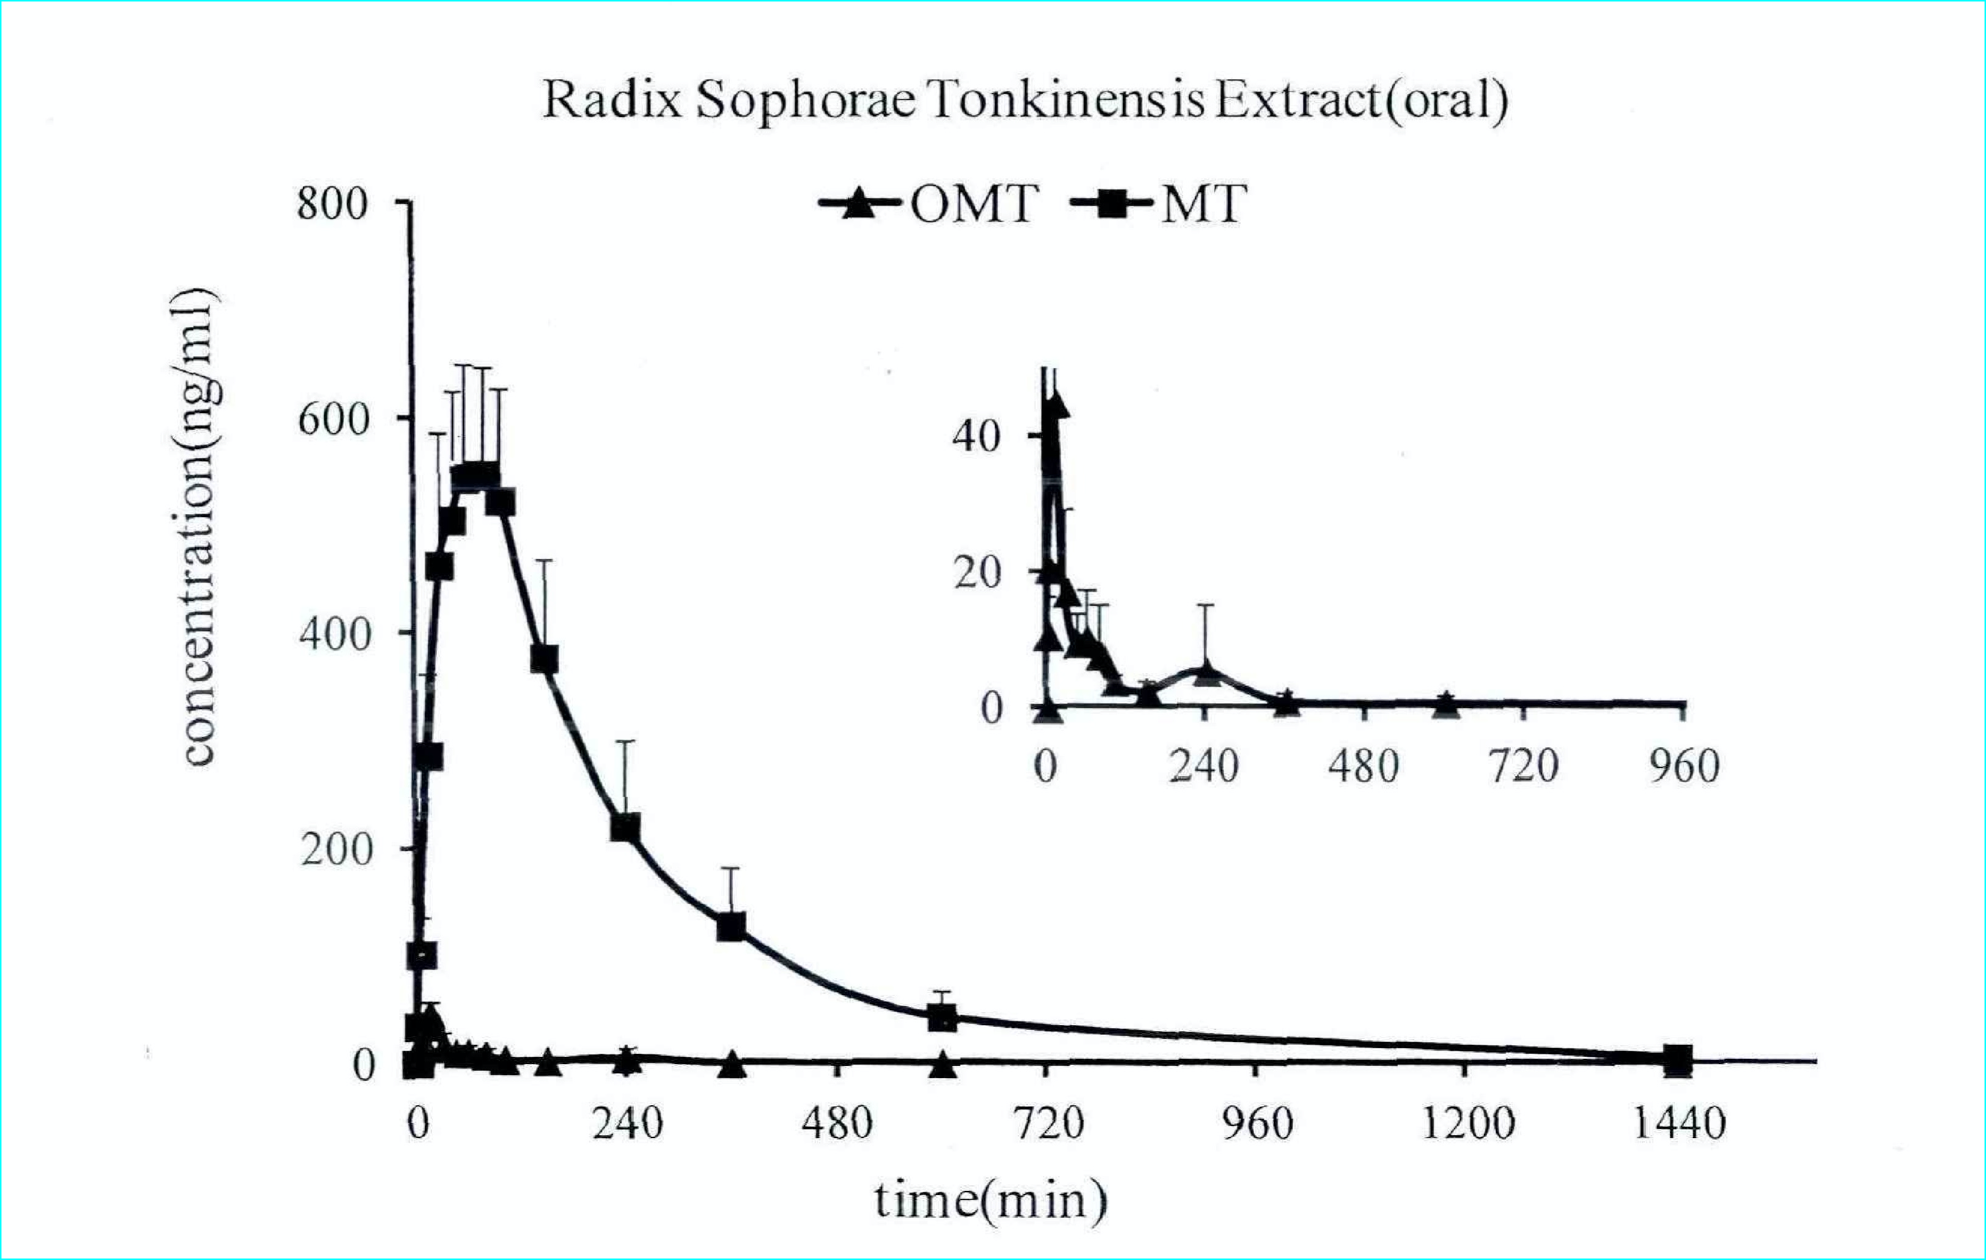 Radix Sophorae Tonkinensis Extract(oral)
OMT MT
concentration(ng/ml)
800
600
400
200
0
0 240 480 720 960 1200 1440
time(min)
40
20
0
0 240 480 720 960